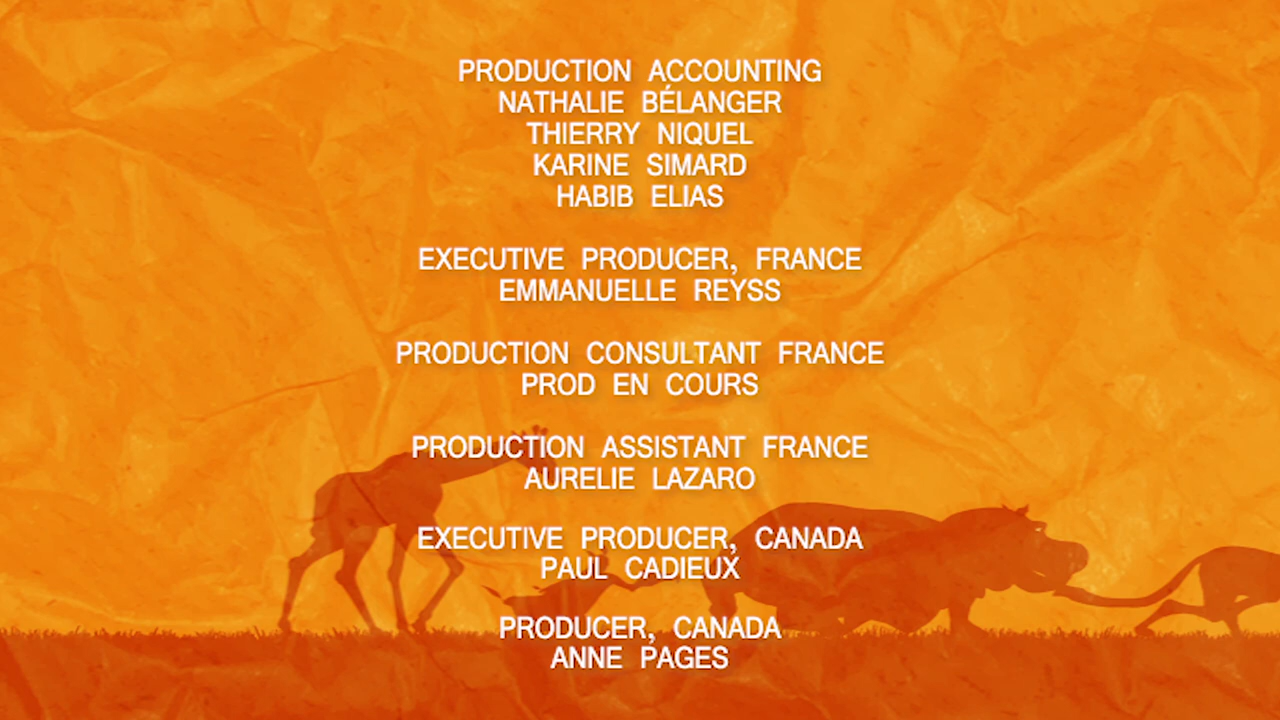 PRODUCTION ACCOUNTING
NATHALIE BÉLANGER
THIERRY NIQUEL
KARINE SIMARD
HABIB ELIAS
EXECUTIVE PRODUCER, FRANCE
EMMANUELLE REYSS
PRODUCTION CONSULTANT FRANCE
PROD EN COURS
PRODUCTION ASSISTANT FRANCE
AURELIE LAZARO
EXECUTIVE PRODUCER, CANADA
PAUL CADIEUX
PRODUCER, CANADA
ANNE PAGES